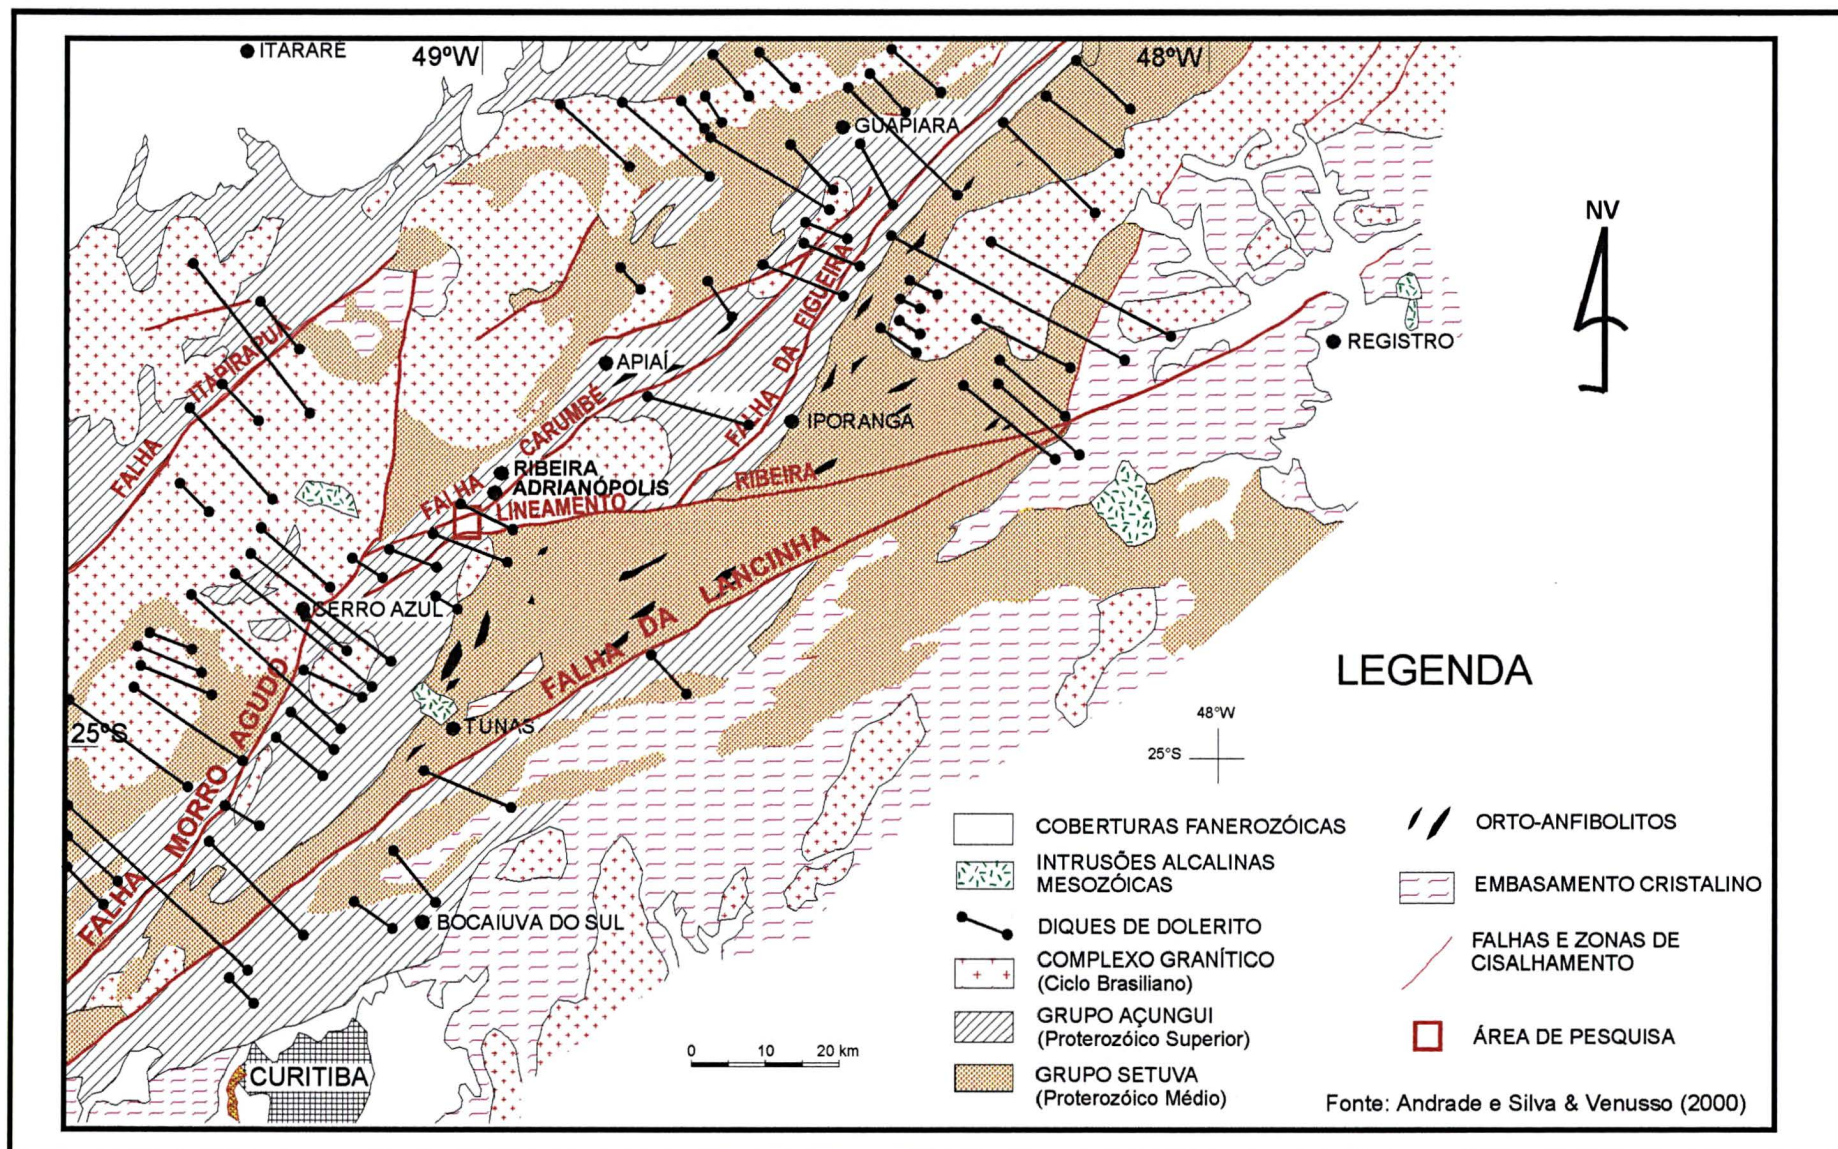 ITARARÉ
49ºW
48ºW
GUAPIARA
NV
FALHA ITAPIRAPUÃ
FALHA DA FIGUEIRA
REGISTRO
APIAÍ
FALHA CARUMBÉ
IPORANGA
RIBEIRA
ADRIANÓPOLIS
LINEAMENTO RIBEIRA
FALHA DA LANCINHA
CERRO AZUL
FALHA MORRO AGUDO
25ºS
TUNAS
BOCAIUVA DO SUL
CURITIBA
0 10 20 km
LEGENDA
48°W
25°S
COBERTURAS FANEROZÓICAS
INTRUSÕES ALCALINAS
MESOZÓICAS
DIQUES DE DOLERITO
COMPLEXO GRANÍTICO
(Ciclo Brasiliano)
GRUPO AÇUNGUI
(Proterozóico Superior)
GRUPO SETUVA
(Proterozóico Médio)
ORTO-ANFIBOLITOS
EMBASAMENTO CRISTALINO
FALHAS E ZONAS DE
CISALHAMENTO
ÁREA DE PESQUISA
Fonte: Andrade e Silva & Venusso (2000)